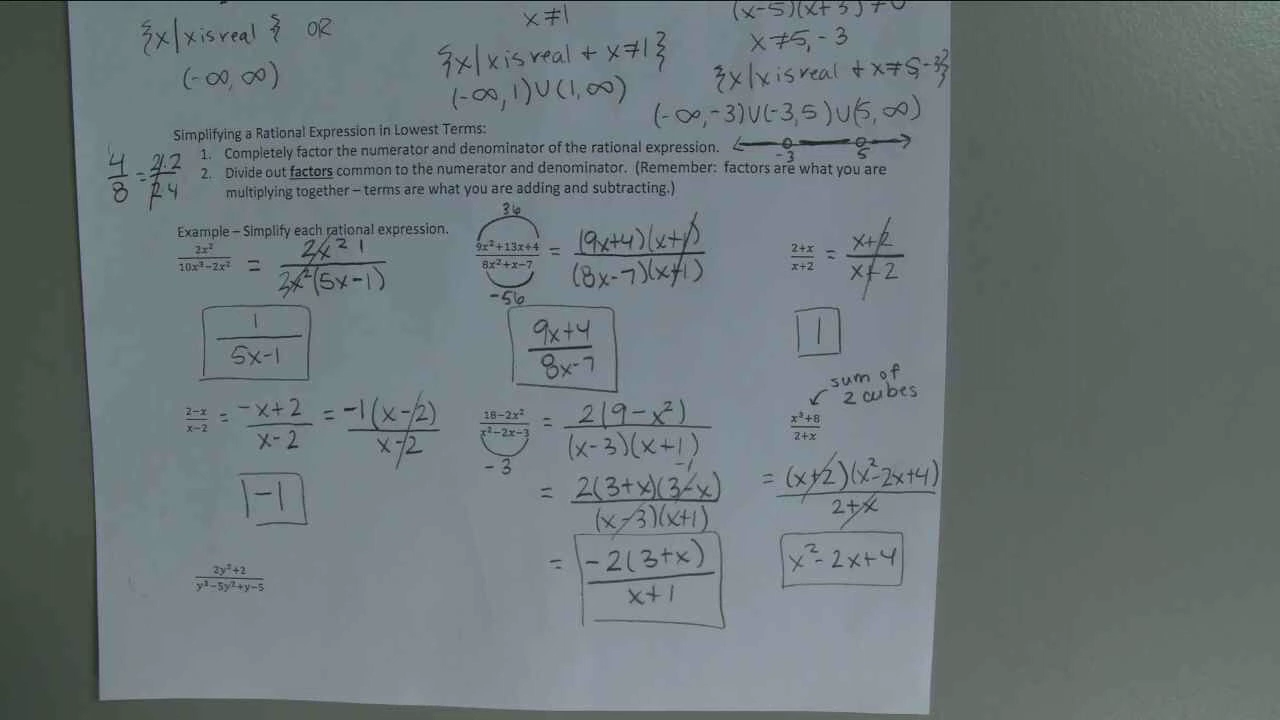 {x|x is real } OR
(-∞, ∞)
x≠1
{x|x is real + x≠1}
(-∞, 1)∪(1, ∞)
(x-5)(x+3)≠0
x≠5, -3
{x|x is real + x≠5,-3}
(-∞,-3)∪(-3,5)∪(5, ∞)
-3 5
Simplifying a Rational Expression in Lowest Terms:
1. Completely factor the numerator and denominator of the rational expression.
2. Divide out factors common to the numerator and denominator. (Remember: factors are what you are
multiplying together – terms are what you are adding and subtracting.)
4/8 = 2·2/2·4
Example – Simplify each rational expression.
2x²/10x³-2x² = 2x² 1/2x²(5x-1)
1/5x-1
36
9x²+13x+4/8x²+x-7 = (9x+4)(x+1)/(8x-7)(x+1)
-56
9x+4/8x-7
2+x/x+2 = x+2/x+2
1
2-x/x-2 = -x+2/x-2 = -1(x-2)/x-2
-1
18-2x²/x²-2x-3 = 2(9-x²)/(x-3)(x+1)
-3
-1
= 2(3+x)(3-x)/(x-3)(x+1)
= -2(3+x)/x+1
sum of
2 cubes
x³+8/2+x
= (x+2)(x²-2x+4)/2+x
x²-2x+4
2y²+2/y³-5y²+y-5